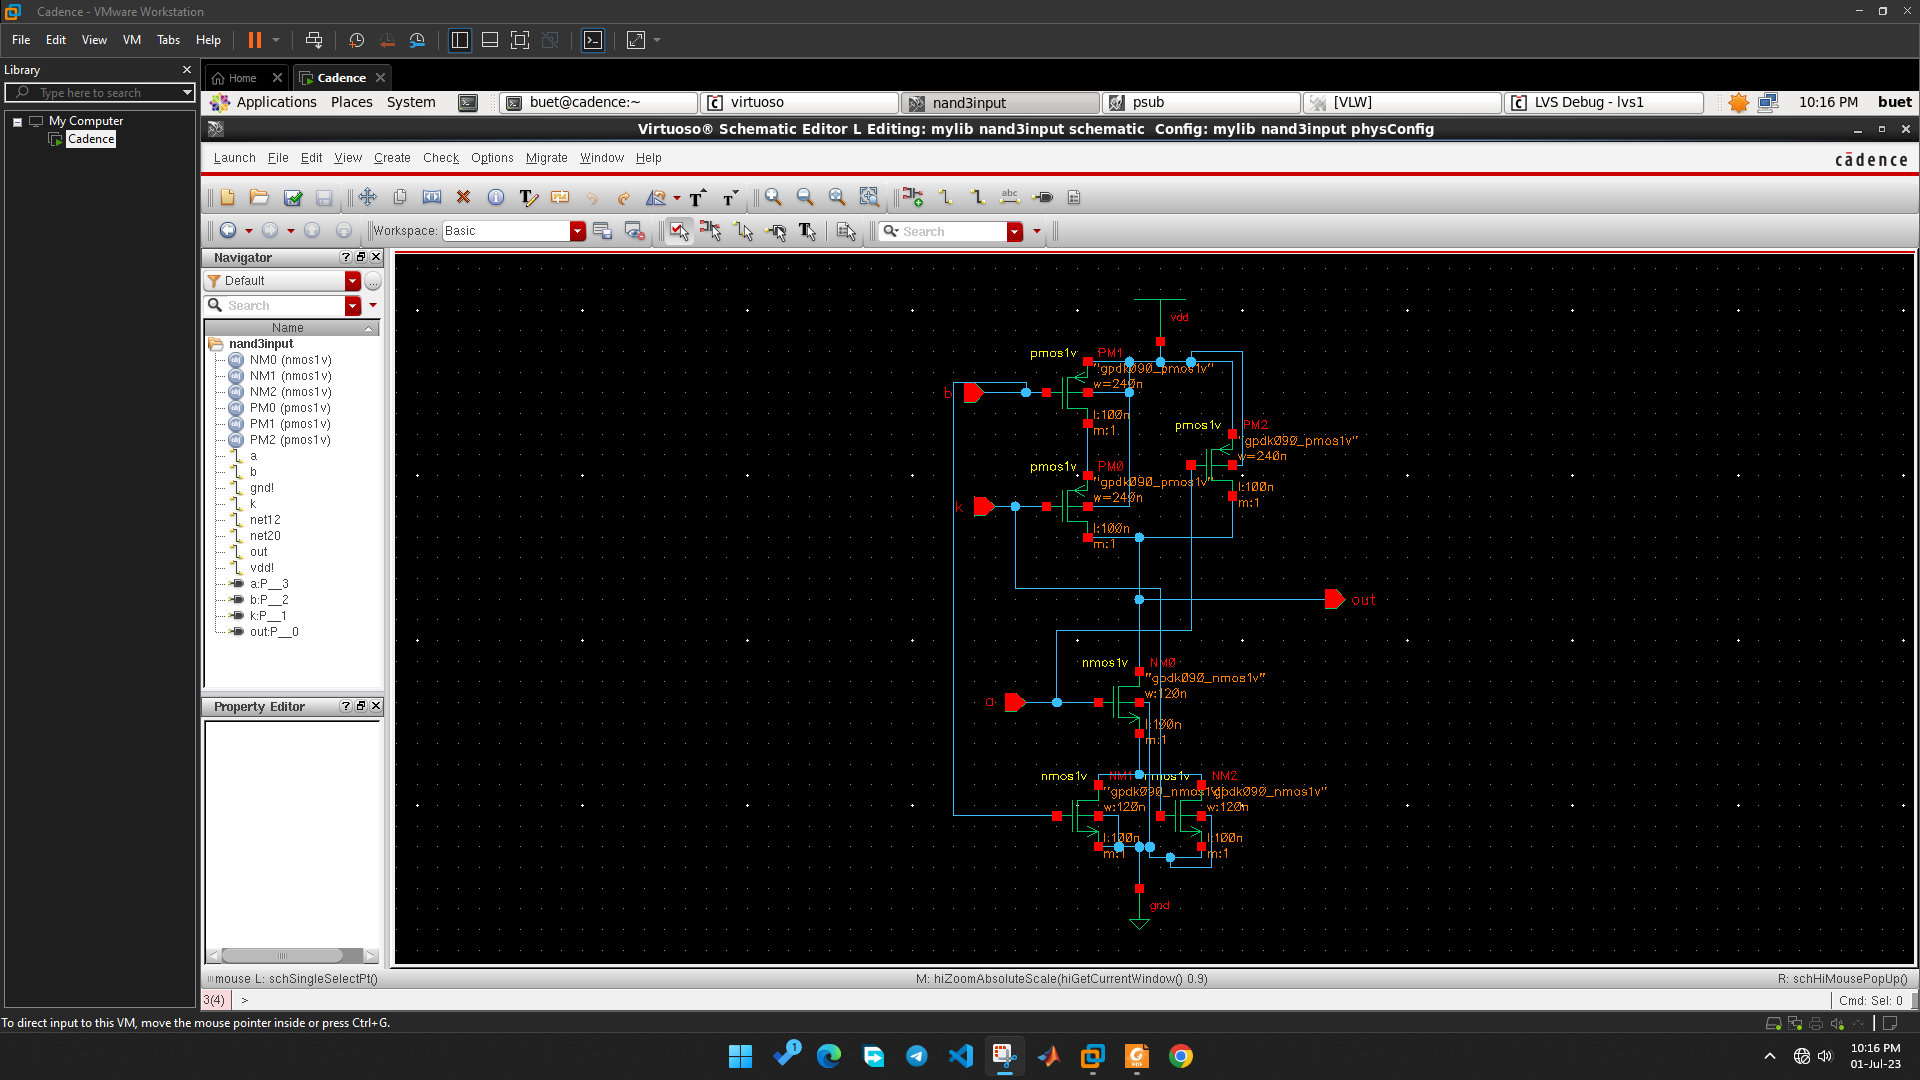 Cadence - VMware Workstation
File Edit View VM Tabs Help
Library
Type here to search
My Computer
Cadence
Home
Cadence
Applications Places System
buet@cadence:~
virtuoso
nand3input
psub
[VLW]
LVS Debug - lvs1
10:16 PM buet
Virtuoso® Schematic Editor L Editing: mylib nand3input schematic Config: mylib nand3input physConfig
Launch File Edit View Create Check Options Migrate Window Help
cādence
Workspace: Basic
Search
Navigator
Default
Search
Name
nand3input
NM0 (nmos1v)
NM1 (nmos1v)
NM2 (nmos1v)
PM0 (pmos1v)
PM1 (pmos1v)
PM2 (pmos1v)
a
b
gnd!
k
net12
net20
out
vdd!
a:P__3
b:P__2
k:P__1
out:P__0
Property Editor
vdd
pmos1v PM1
"gpdk090_pmos1v"
w=240n
b
l:100n
m:1
pmos1v PM2
"gpdk090_pmos1v"
w=240n
l:100n
m:1
pmos1v PM0
"gpdk090_pmos1v"
w=240n
k
l:100n
m:1
out
nmos1v NM0
"gpdk090_nmos1v"
w:120n
a
l:100n
m:1
nmos1v NM1
"gpdk090_nmos1v"
w:120n
l:100n
m:1
nmos1v NM2
"gpdk090_nmos1v"
w:120n
l:100n
m:1
gnd
mouse L: schSingleSelectPt()
M: hiZoomAbsoluteScale(hiGetCurrentWindow() 0.9)
R: schHiMousePopUp()
3(4) >
Cmd: Sel: 0
To direct input to this VM, move the mouse pointer inside or press Ctrl+G.
1
10:16 PM
01-Jul-23